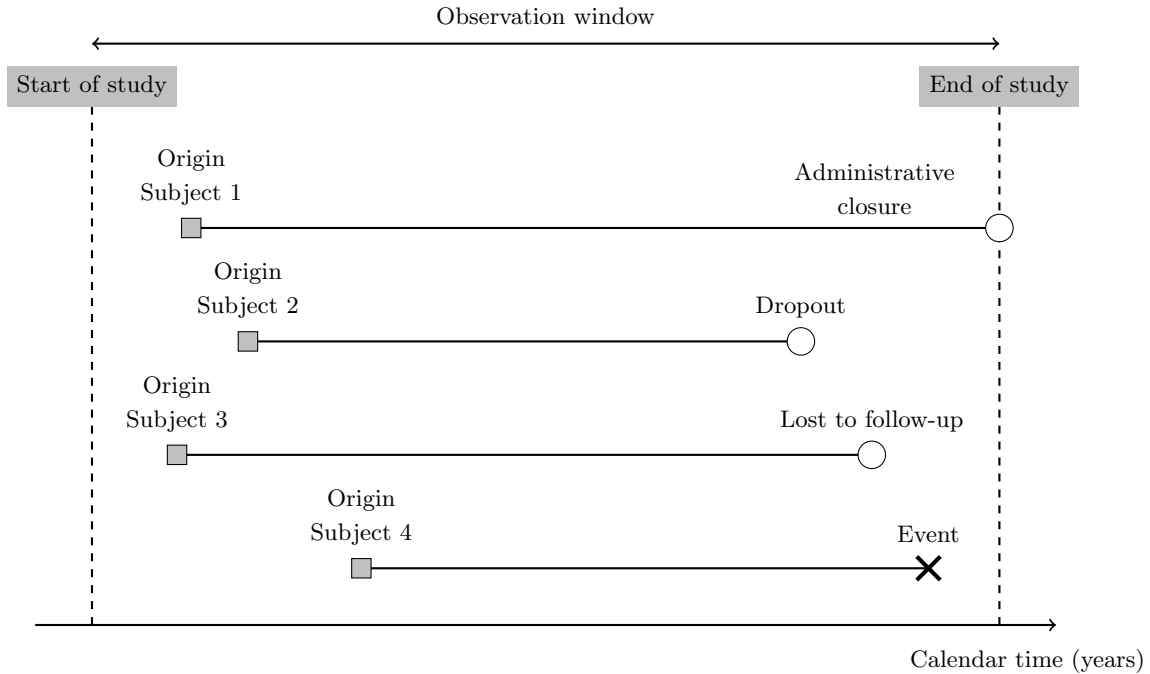 Observation window
Start of study
End of study
Origin
Subject 1
Administrative
closure
Origin
Subject 2
Dropout
Origin
Subject 3
Lost to follow-up
Origin
Subject 4
Event
Calendar time (years)